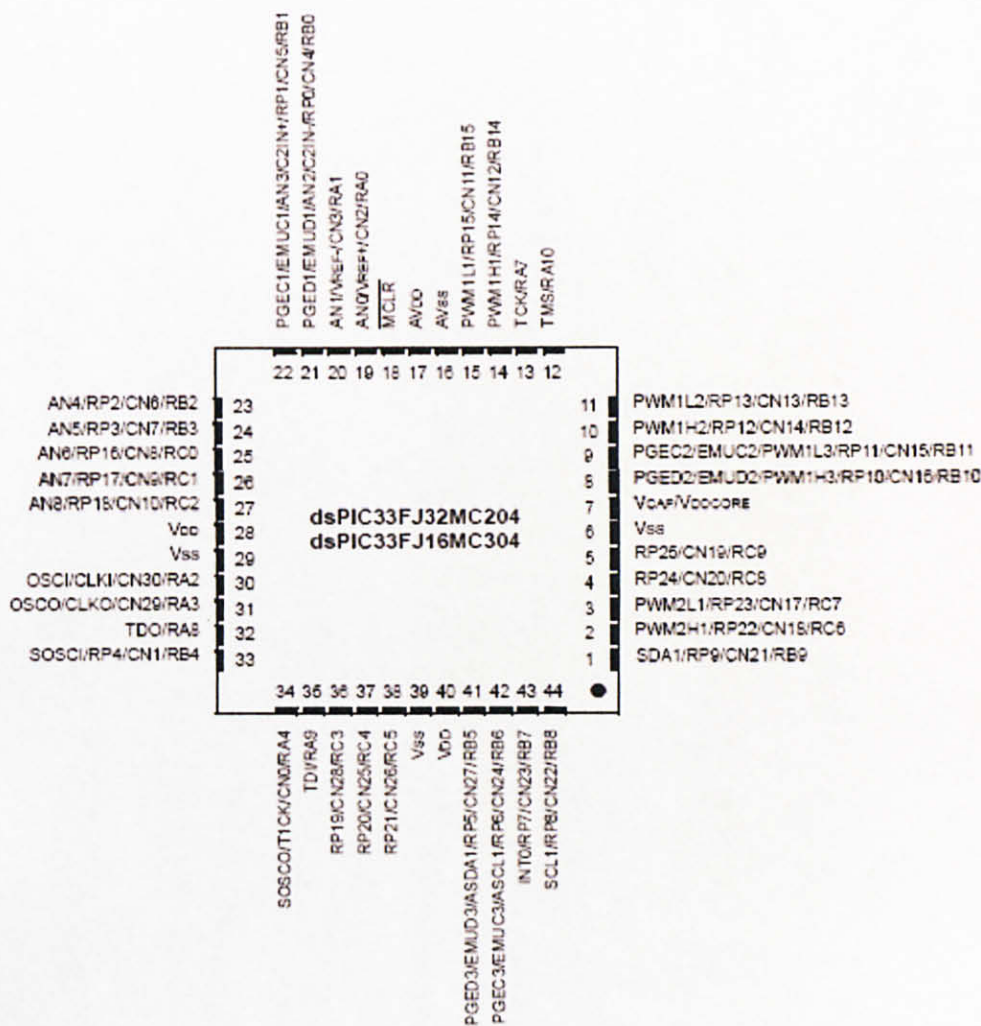 PGEC1/EMUC1/AN3/C2IN+/RP1/CN5/RB1
PGED1/EMUD1/AN2/C2IN-/RP0/CN4/RB0
AN1/VREF-/CN3/RA1
AN0/VREF+/CN2/RA0
MCLR
AVDD
AVSS
PWM1L1/RP15/CN11/RB15
PWM1H1/RP14/CN12/RB14
TCK/RA7
TMS/RA10
22 21 20 19 18 17 16 15 14 13 12
AN4/RP2/CN6/RB2 23
AN5/RP3/CN7/RB3 24
AN6/RP16/CN8/RC0 25
AN7/RP17/CN9/RC1 26
AN8/RP18/CN10/RC2 27
VDD 28
VSS 29
OSCI/CLKI/CN30/RA2 30
OSCO/CLKO/CN29/RA3 31
TDO/RA8 32
SOSCI/RP4/CN1/RB4 33
dsPIC33FJ32MC204
dsPIC33FJ16MC304
11 PWM1L2/RP13/CN13/RB13
10 PWM1H2/RP12/CN14/RB12
9 PGEC2/EMUC2/PWM1L3/RP11/CN15/RB11
8 PGED2/EMUD2/PWM1H3/RP10/CN16/RB10
7 VCAP/VDDCORE
6 VSS
5 RP25/CN19/RC9
4 RP24/CN20/RC8
3 PWM2L1/RP23/CN17/RC7
2 PWM2H1/RP22/CN18/RC6
1 SDA1/RP9/CN21/RB9
34 35 36 37 38 39 40 41 42 43 44
SOSCO/T1CK/CN0/RA4
TDI/RA9
RP19/CN28/RC3
RP20/CN25/RC4
RP21/CN26/RC5
VSS
VDD
PGED3/EMUD3/ASDA1/RP5/CN27/RB5
PGEC3/EMUC3/ASCL1/RP6/CN24/RB6
INT0/RP7/CN23/RB7
SCL1/RP8/CN22/RB8